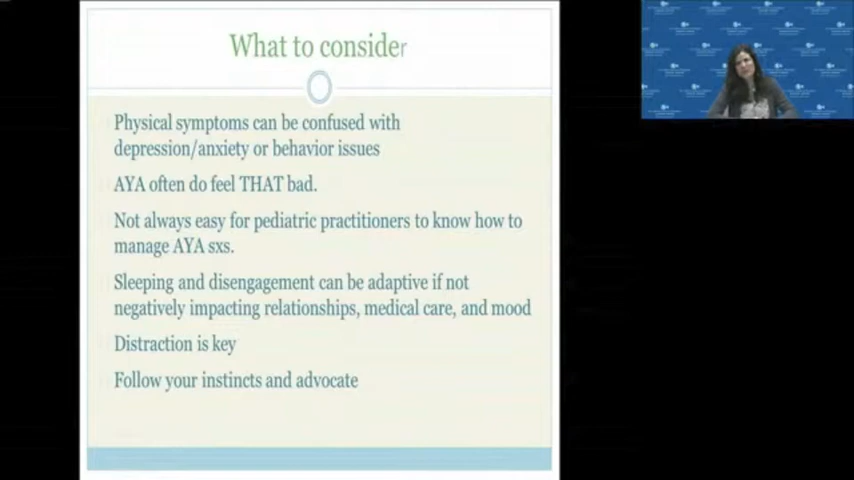 What to consider
Physical symptoms can be confused with
depression/anxiety or behavior issues
AYA often do feel THAT bad.
Not always easy for pediatric practitioners to know how to
manage AYA sxs.
Sleeping and disengagement can be adaptive if not
negatively impacting relationships, medical care, and mood
Distraction is key
Follow your instincts and advocate